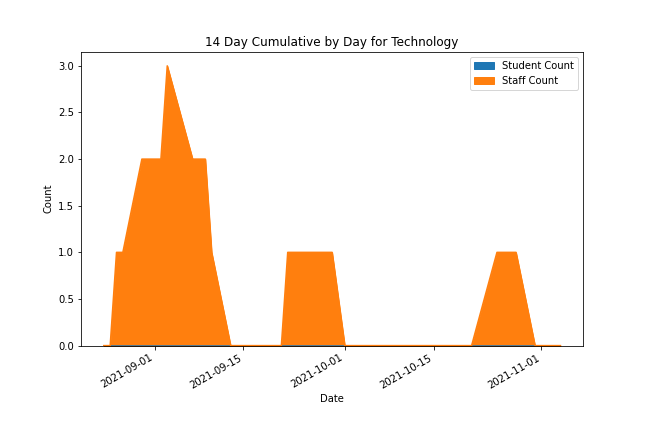 14 Day Cumulative by Day for Technology
Student Count
Staff Count
3.0
2.5
2.0
1.5
1.0
0.5
0.0
Count
2021-09-01
2021-09-15
2021-10-01
2021-10-15
2021-11-01
Date